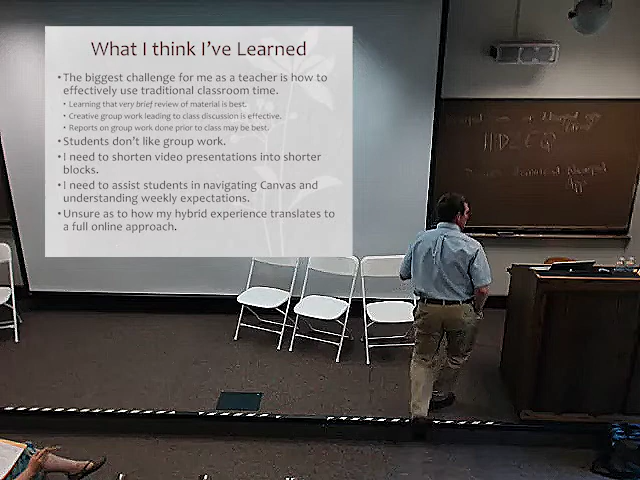 What I think I've Learned
•The biggest challenge for me as a teacher is how to
effectively use traditional classroom time.
• Learning that very brief review of material is best.
• Creative group work leading to class discussion is effective.
• Reports on group work done prior to class may be best.
•Students don't like group work.
•I need to shorten video presentations into shorter
blocks.
•I need to assist students in navigating Canvas and
understanding weekly expectations.
•Unsure as to how my hybrid experience translates to
a full online approach.